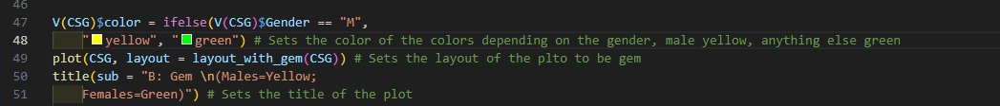 46
47 V(CSG)$color = ifelse(V(CSG)$Gender == "M",
48 "yellow", "green") # Sets the color of the colors depending on the gender, male yellow, anything else green
49 plot(CSG, layout = layout_with_gem(CSG)) # Sets the layout of the plto to be gem
50 title(sub = "B: Gem \n(Males=Yellow;
51 Females=Green)") # Sets the title of the plot